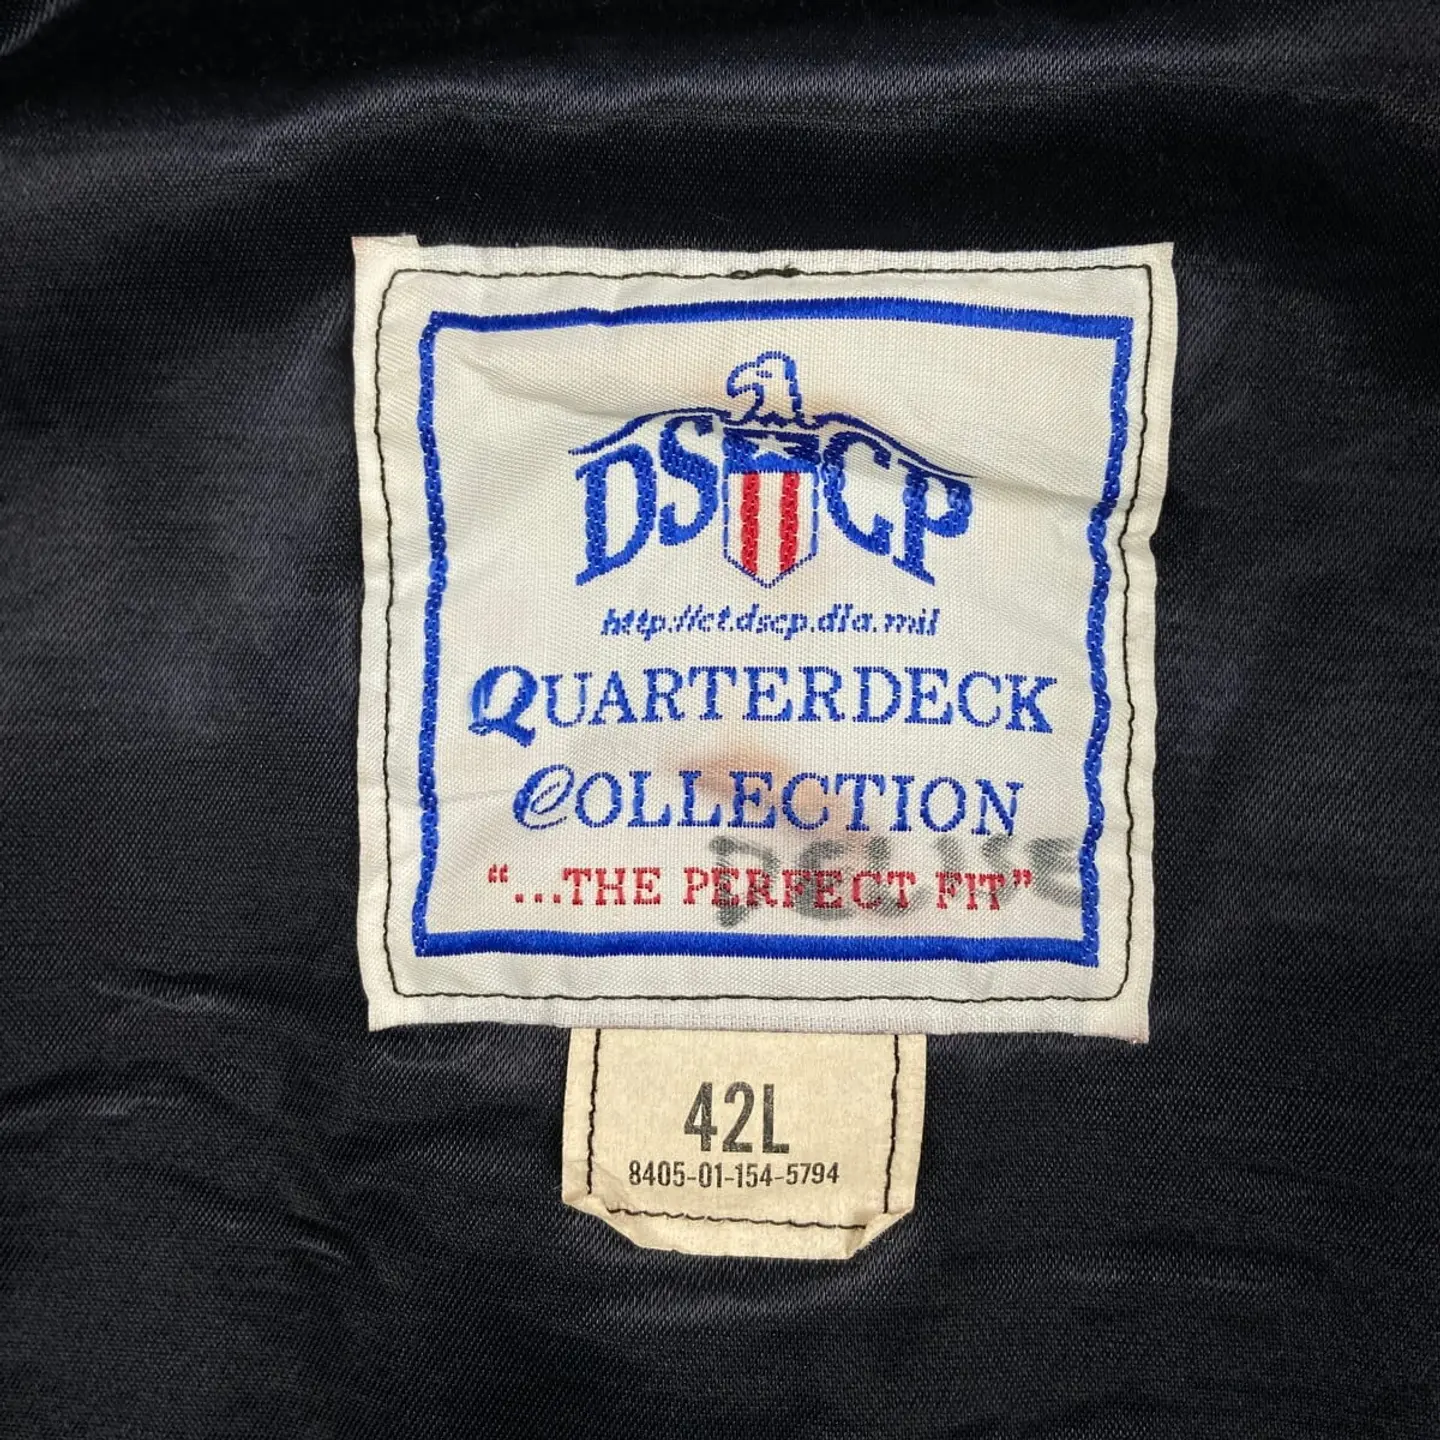 DSCP
http://ct.dscp.dla.mil
QUARTERDECK
COLLECTION
"...THE PERFECT FIT"
42L
8405-01-154-5794